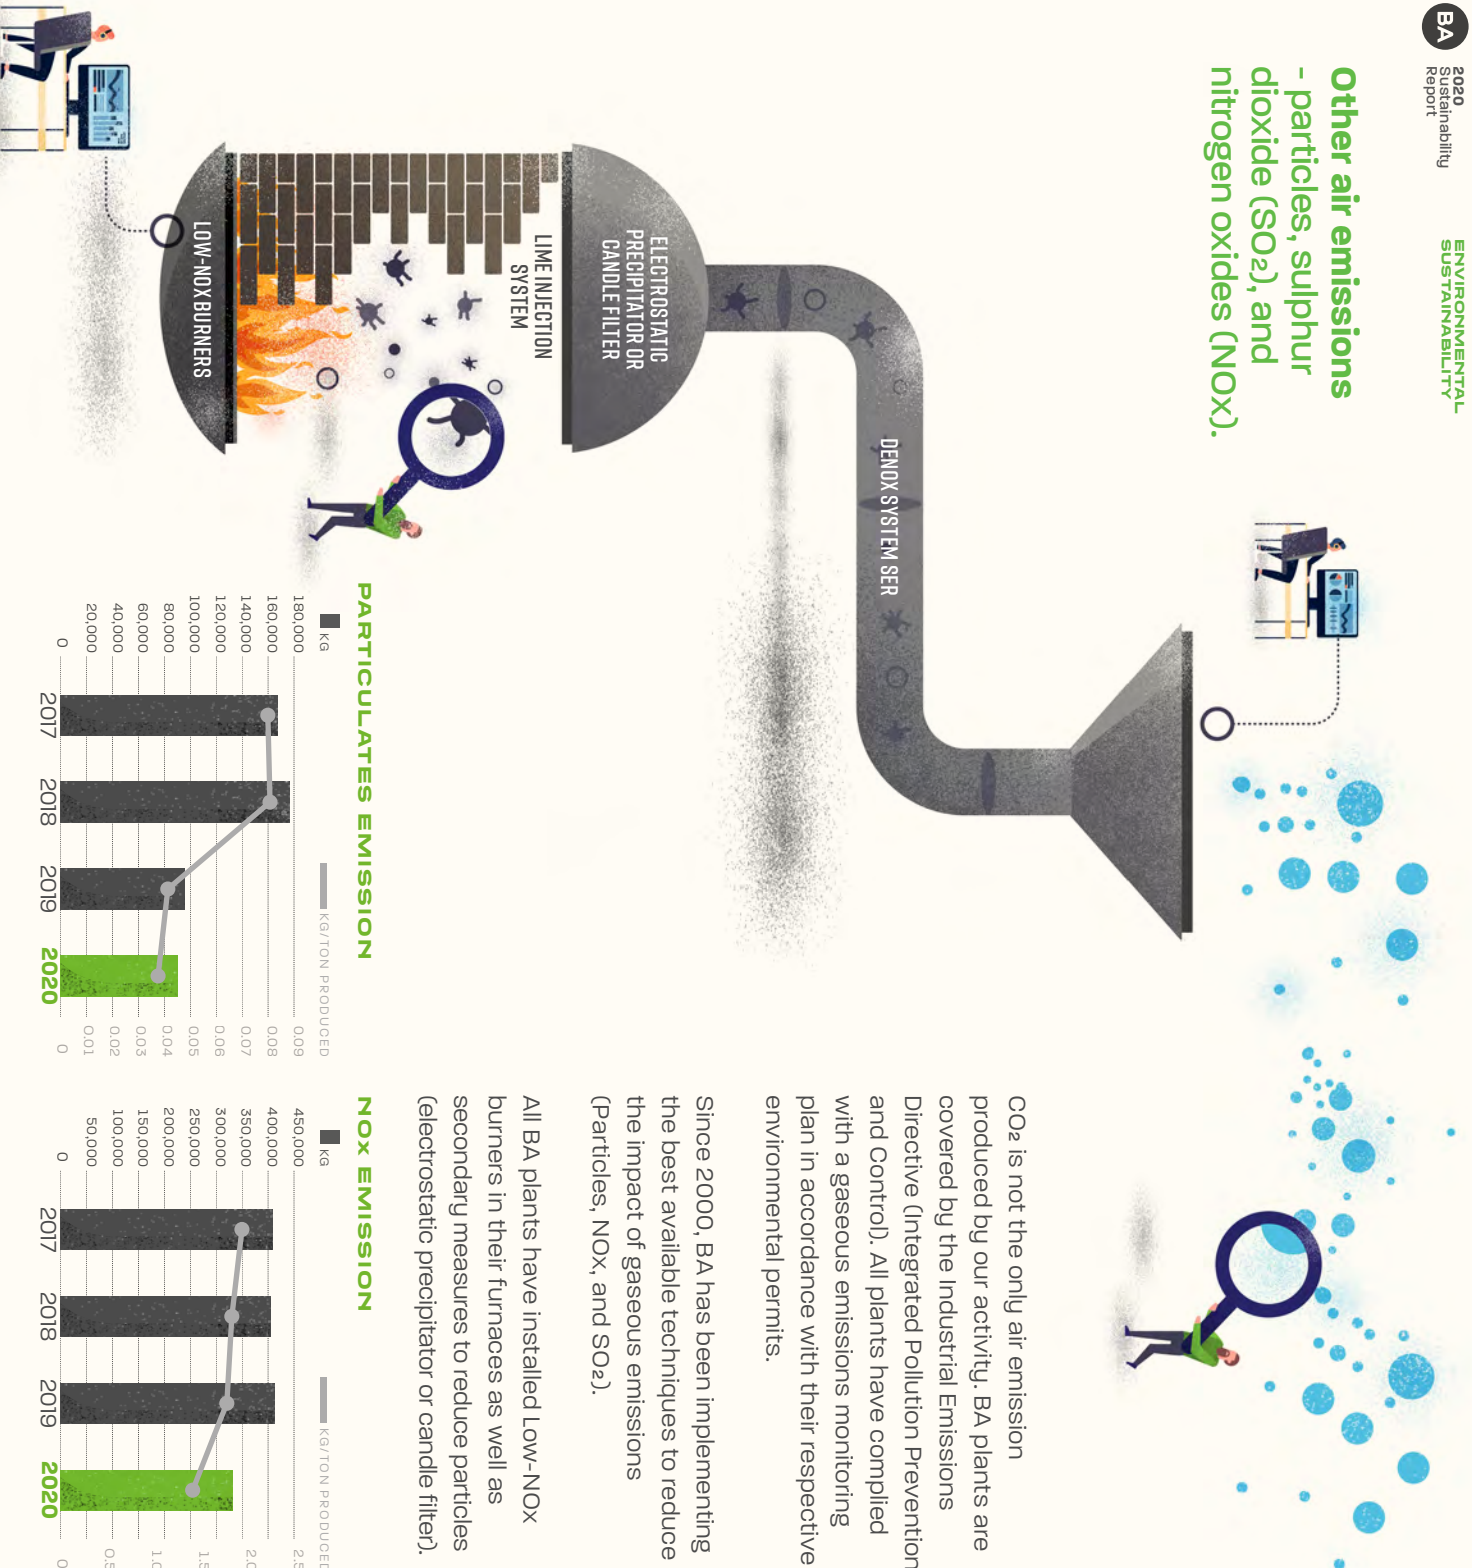 BA
2020
Sustainability
Report
ENVIRONMENTAL
SUSTAINABILITY
Other air emissions
- particles, sulphur
dioxide (SO₂), and
nitrogen oxides (NOx).
DENOX SYSTEM SER
ELECTROSTATIC
PRECIPITATOR OR
CANDLE FILTER
LIME INJECTION
SYSTEM
LOW-NOX BURNERS
CO₂ is not the only air emission
produced by our activity. BA plants are
covered by the Industrial Emissions
Directive (Integrated Pollution Prevention
and Control). All plants have complied
with a gaseous emissions monitoring
plan in accordance with their respective
environmental permits.
Since 2000, BA has been implementing
the best available techniques to reduce
the impact of gaseous emissions
(Particles, NOx, and SO₂).
All BA plants have installed Low-NOx
burners in their furnaces as well as
secondary measures to reduce particles
(electrostatic precipitator or candle filter).
PARTICULATES EMISSION
KG
KG/TON PRODUCED
180,000
160,000
140,000
120,000
100,000
80,000
60,000
40,000
20,000
0
0.09
0.08
0.07
0.06
0.05
0.04
0.03
0.02
0.01
0
2017
2018
2019
2020
NOx EMISSION
KG
KG/TON PRODUCED
450,000
400,000
350,000
300,000
250,000
200,000
150,000
100,000
50,000
0
2017
2018
2019
2020